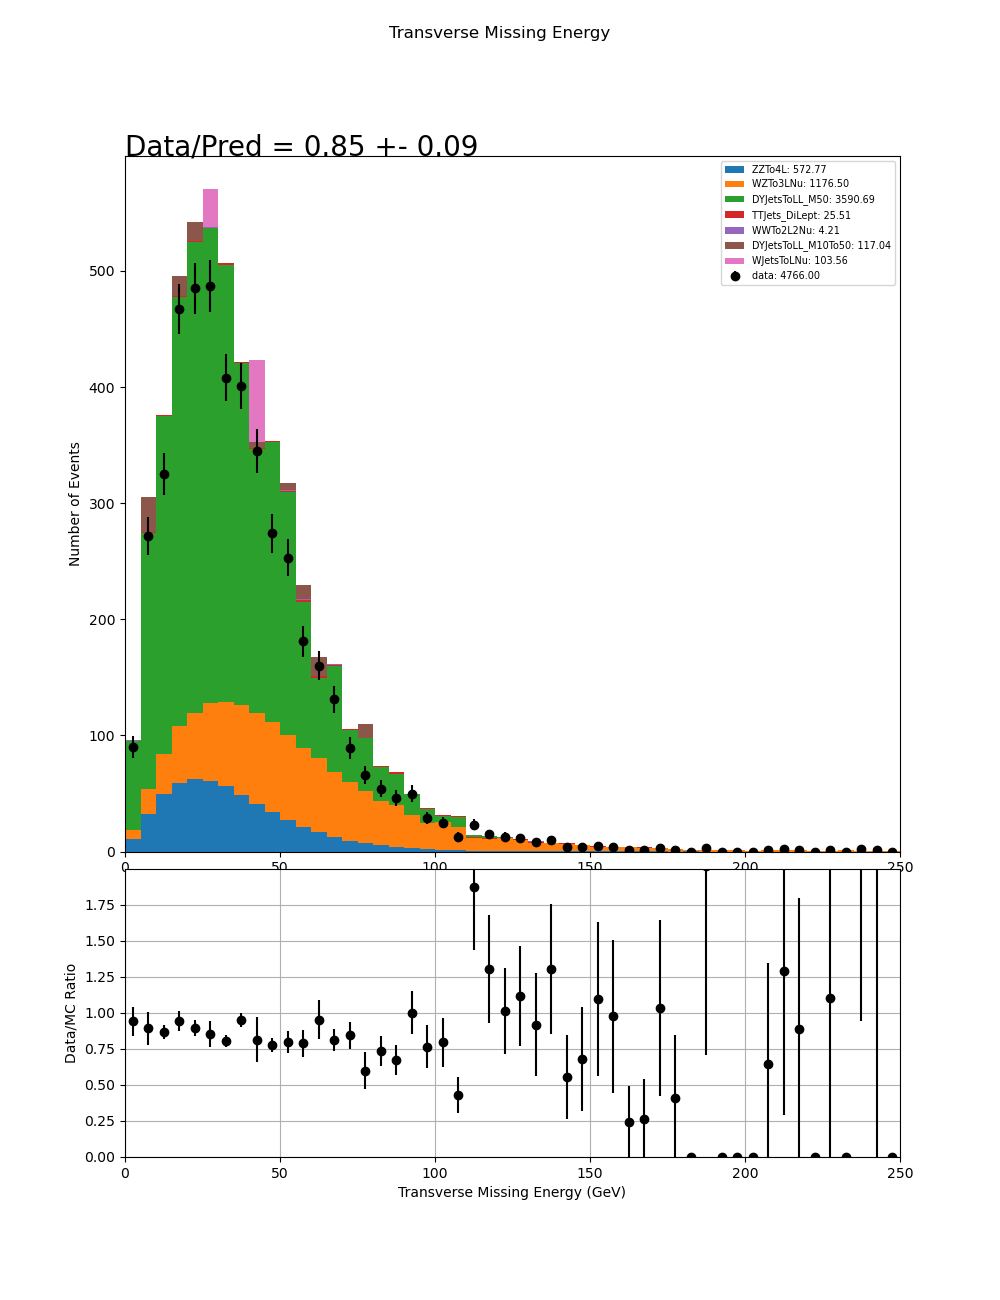 Transverse Missing Energy
Data/Pred = 0.85 +- 0.09
ZZTo4L: 572.77
WZTo3LNu: 1176.50
DYJetsToLL_M50: 3590.69
TTJets_DiLept: 25.51
WWTo2L2Nu: 4.21
DYJetsToLL_M10To50: 117.04
WJetsToLNu: 103.56
data: 4766.00
500
400
300
200
100
0
Number of Events
0 50 100 150 200 250
1.75
1.50
1.25
1.00
0.75
0.50
0.25
0.00
Data/MC Ratio
0 50 100 150 200 250
Transverse Missing Energy (GeV)